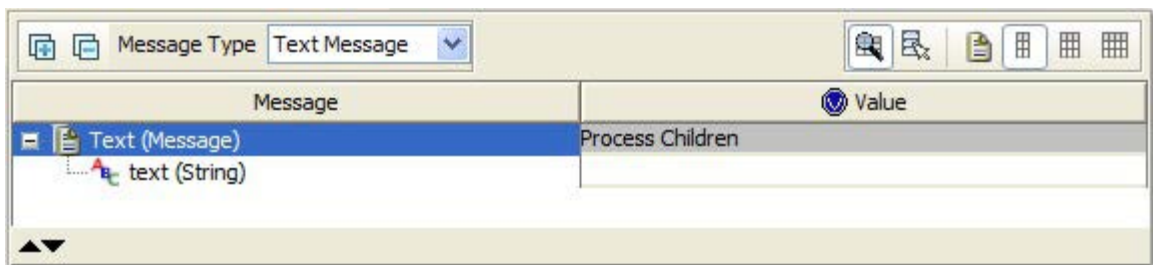 Message Type Text Message
Message Value
Text (Message) Process Children
text (String)